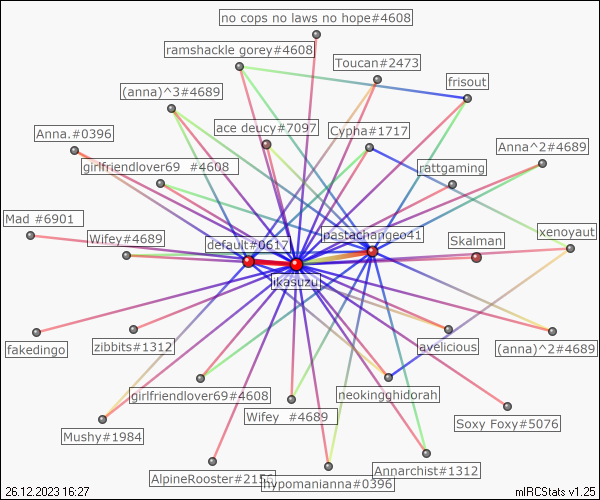 no cops no laws no hope#4608
ramshackle gorey#4608
Toucan#2473
frisout
(anna)^3#4689
ace deucy#7097
Cypha#1717
Anna.#0396
Anna^2#4689
girlfriendlover69 #4608
rattgaming
Mad #6901
Wifey#4689
default#0617
pastachangeo41
Skalman
xenoyaut
likasuzu
fakedingo
zibbits#1312
avelicious
(anna)^2#4689
girlfriendlover69#4608
neokingghidorah
Wifey #4689
Soxy Foxy#5076
Mushy#1984
Annarchist#1312
AlpineRooster#2156
hypomanianna#0396
26.12.2023 16:27
mIRCStats v1.25